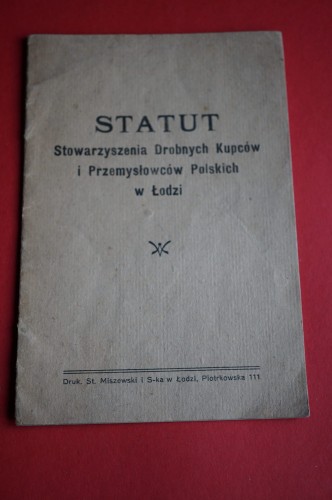 STATUT
Stowarzyszenia Drobnych Kupców
i Przemysłowców Polskich
w Łodzi
Druk. St. Miszewski i S-ka w Łodzi, Piotrkowska 111